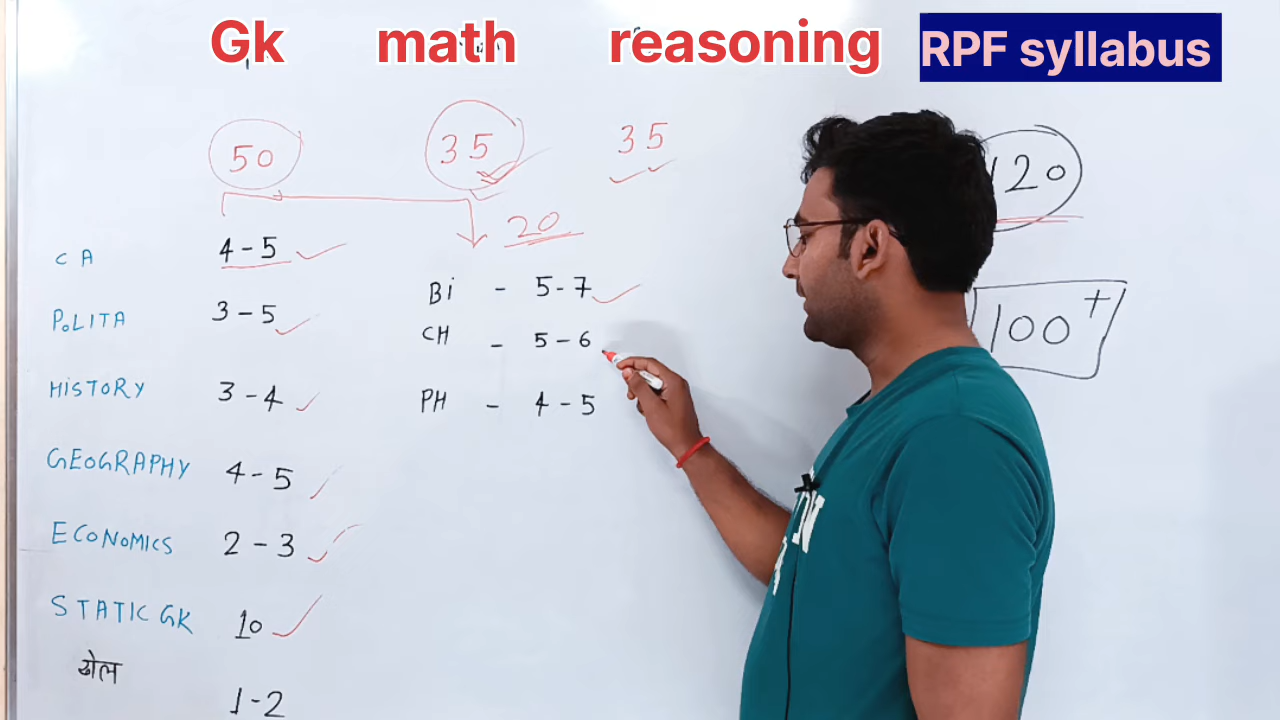 Gk math reasoning RPF syllabus
50 35 35 120
20
CA 4-5
POLITA 3-5
HISTORY 3-4
GEOGRAPHY 4-5
ECONOMICS 2-3
STATIC GK 10
खेल 1-2
Bi - 5-7
CH - 5-6
PH - 4-5
100+